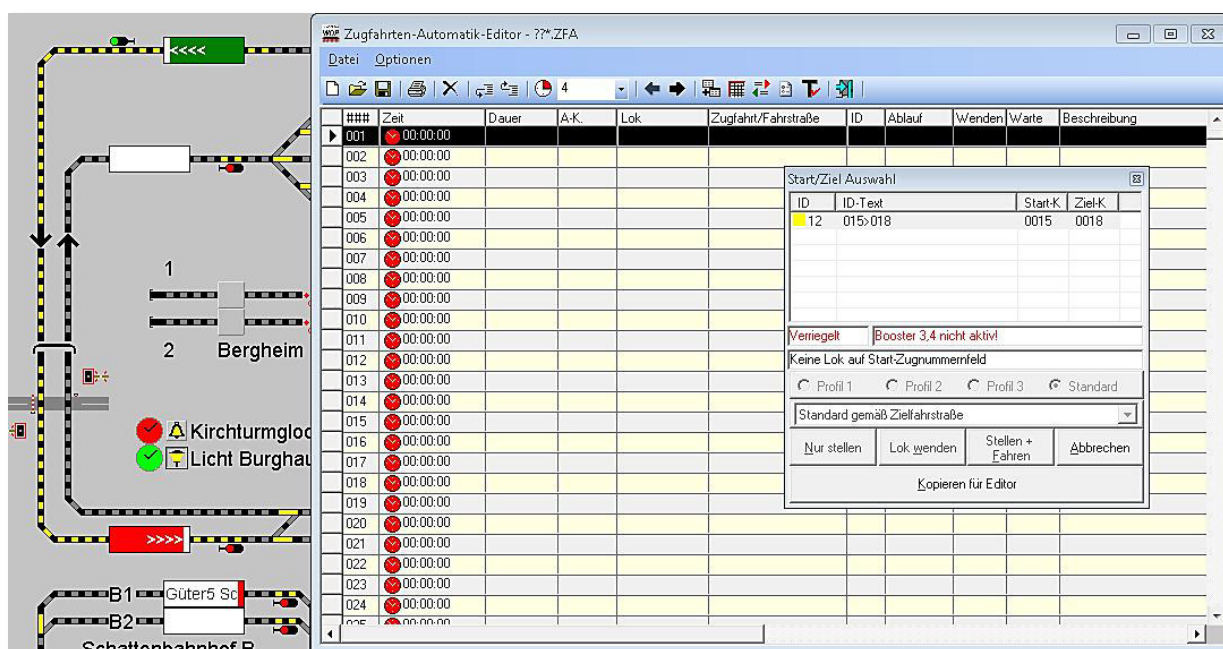 Zugfahrten-Automatik-Editor - ??*.ZFA
Datei Optionen
4
### Zeit Dauer A-K. Lok Zugfahrt/Fahrstraße ID Ablauf Wenden Warte Beschreibung
001 00:00:00
002 00:00:00
003 00:00:00
004 00:00:00
005 00:00:00
006 00:00:00
007 00:00:00
008 00:00:00
009 00:00:00
010 00:00:00
011 00:00:00
012 00:00:00
013 00:00:00
014 00:00:00
015 00:00:00
016 00:00:00
017 00:00:00
018 00:00:00
019 00:00:00
020 00:00:00
021 00:00:00
022 00:00:00
023 00:00:00
024 00:00:00
Start/Ziel Auswahl
ID ID-Text Start-K Ziel-K
12 015>018 0015 0018
Verriegelt Booster 3,4 nicht aktiv!
Keine Lok auf Start-Zugnummernfeld
Profil 1 Profil 2 Profil 3 Standard
Standard gemäß Zielfahrstraße
Nur stellen Lok wenden Stellen + Fahren Abbrechen
Kopieren für Editor
<<<<
1
2 Bergheim
Kirchturmgloc
Licht Burghau
>>>>
B1 Güter5 Sc
B2
Schattenbahnhof B